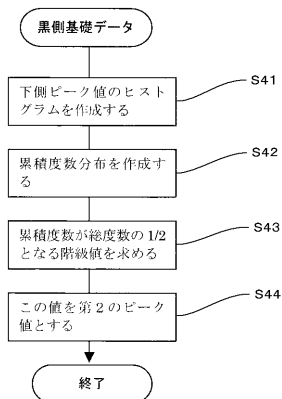 黒側基礎データ
下側ピーク値のヒスト
グラムを作成する
S41
累積度数分布を作成す
る
S42
累積度数が総度数の1/2
となる階級値を求める
S43
この値を第2のピーク
値とする
S44
終了